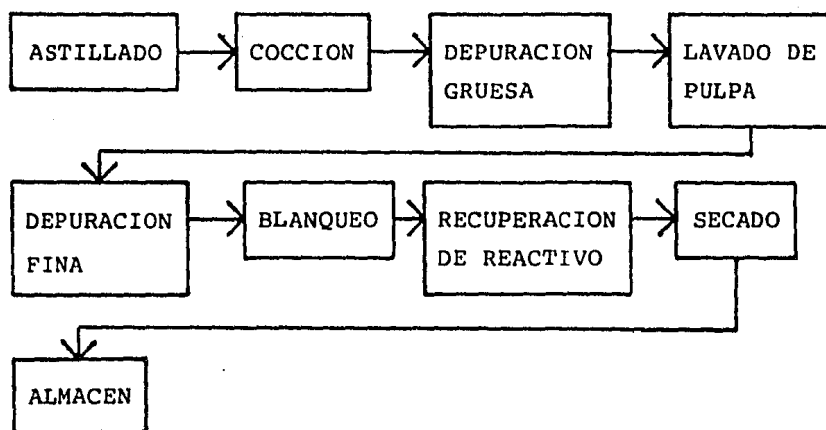 ASTILLADO
COCCION
DEPURACION
GRUESA
LAVADO DE
PULPA
DEPURACION
FINA
BLANQUEO
RECUPERACION
DE REACTIVO
SECADO
ALMACEN